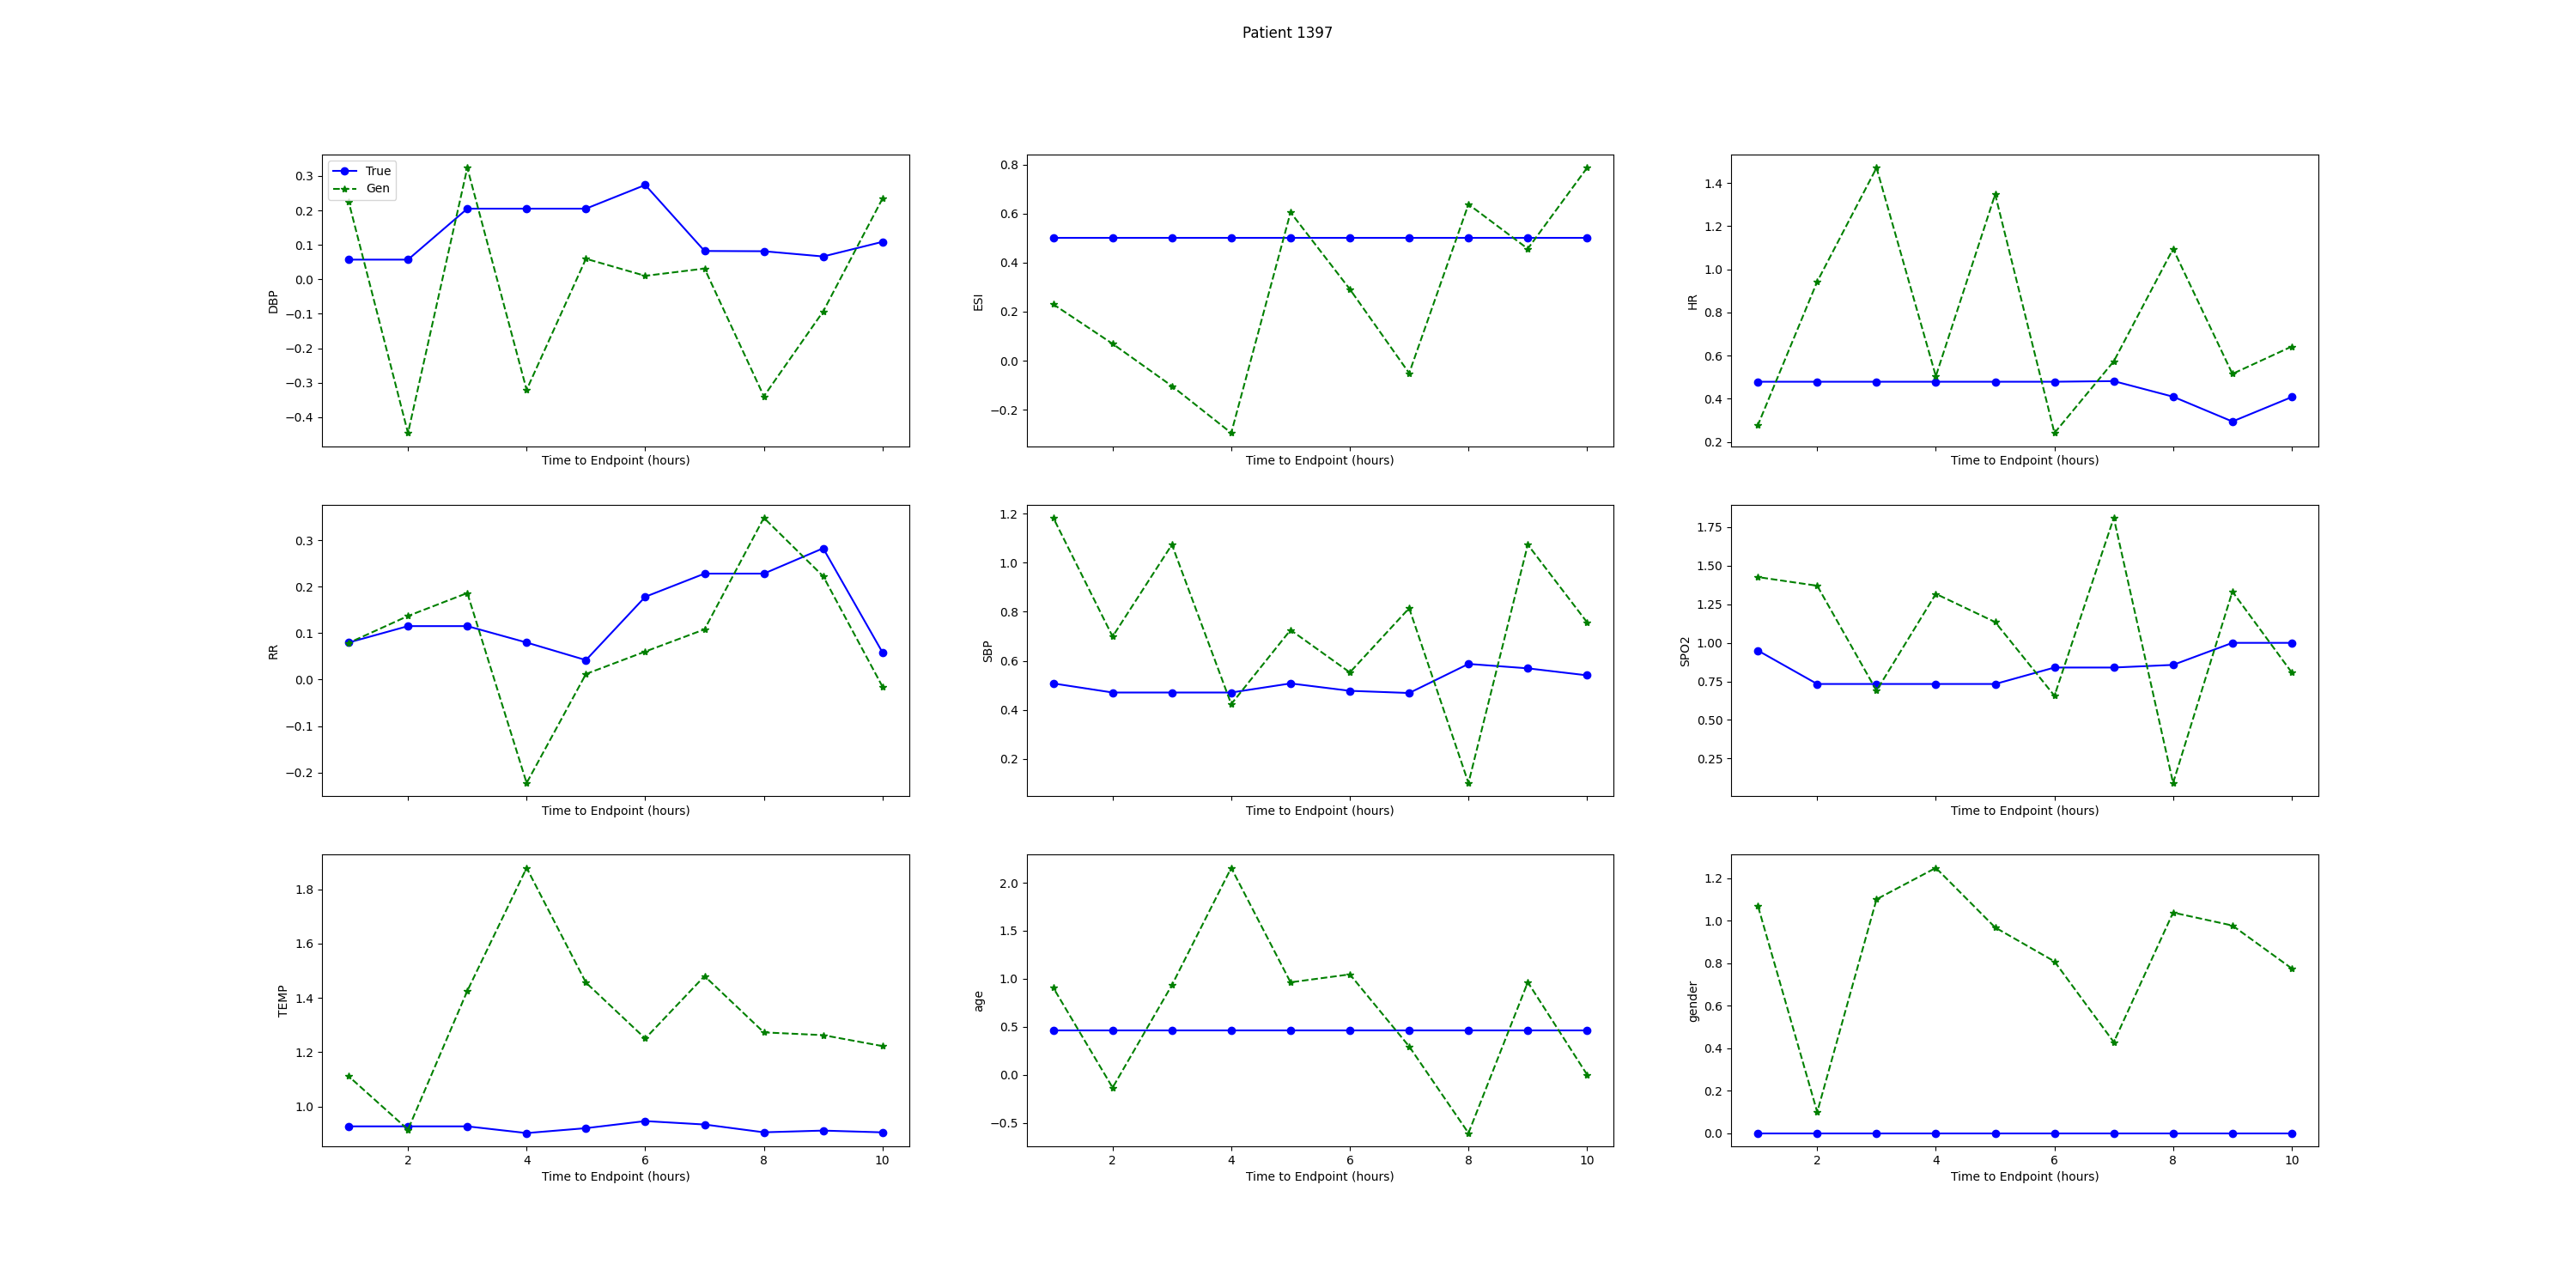 Patient 1397
True
Gen
0.3
0.2
0.1
0.0
−0.1
−0.2
−0.3
−0.4
DBP
Time to Endpoint (hours)
0.8
0.6
0.4
0.2
0.0
−0.2
ESI
Time to Endpoint (hours)
1.4
1.2
1.0
0.8
0.6
0.4
0.2
HR
Time to Endpoint (hours)
0.3
0.2
0.1
0.0
−0.1
−0.2
RR
Time to Endpoint (hours)
1.2
1.0
0.8
0.6
0.4
0.2
SBP
Time to Endpoint (hours)
1.75
1.50
1.25
1.00
0.75
0.50
0.25
SPO2
Time to Endpoint (hours)
1.8
1.6
1.4
1.2
1.0
TEMP
2 4 6 8 10
Time to Endpoint (hours)
2.0
1.5
1.0
0.5
0.0
−0.5
age
2 4 6 8 10
Time to Endpoint (hours)
1.2
1.0
0.8
0.6
0.4
0.2
0.0
gender
2 4 6 8 10
Time to Endpoint (hours)